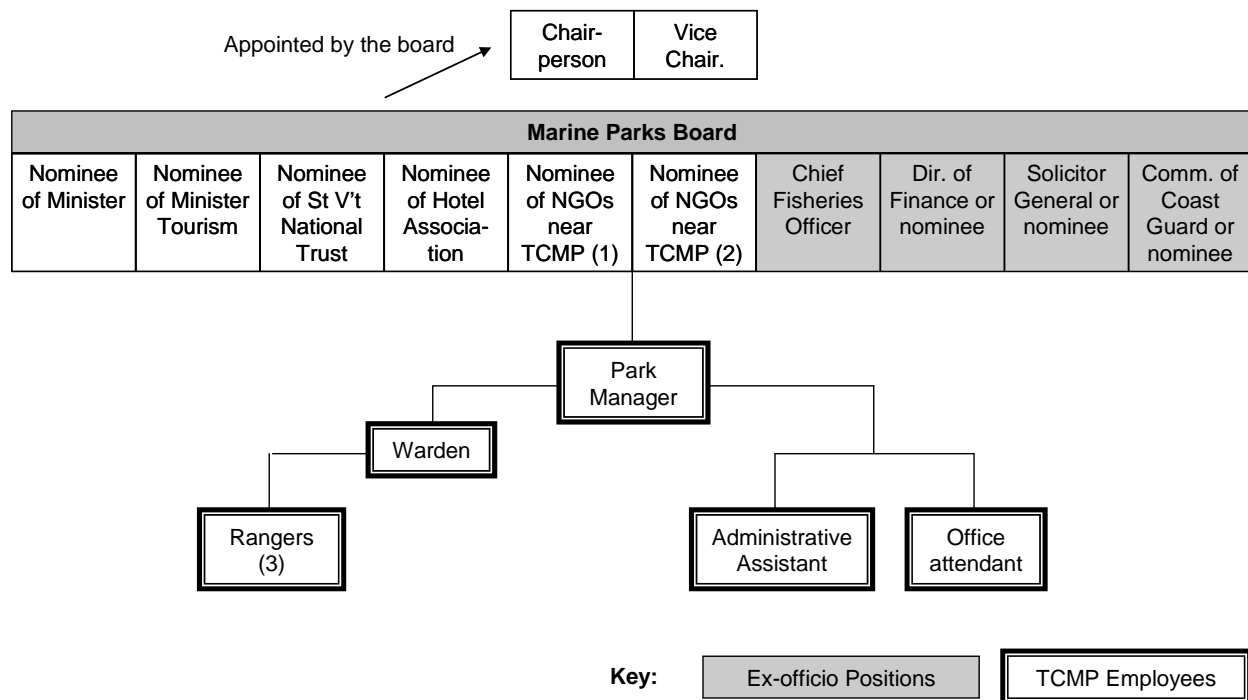 Appointed by the board
Chair-
person
Vice
Chair.
Marine Parks Board
Nominee
of Minister
Nominee
of Minister
Tourism
Nominee
of St V't
National
Trust
Nominee
of Hotel
Associa-
tion
Nominee
of NGOs
near
TCMP (1)
Nominee
of NGOs
near
TCMP (2)
Chief
Fisheries
Officer
Dir. of
Finance or
nominee
Solicitor
General or
nominee
Comm. of
Coast
Guard or
nominee
Park
Manager
Warden
Rangers
(3)
Administrative
Assistant
Office
attendant
Key:
Ex-officio Positions
TCMP Employees